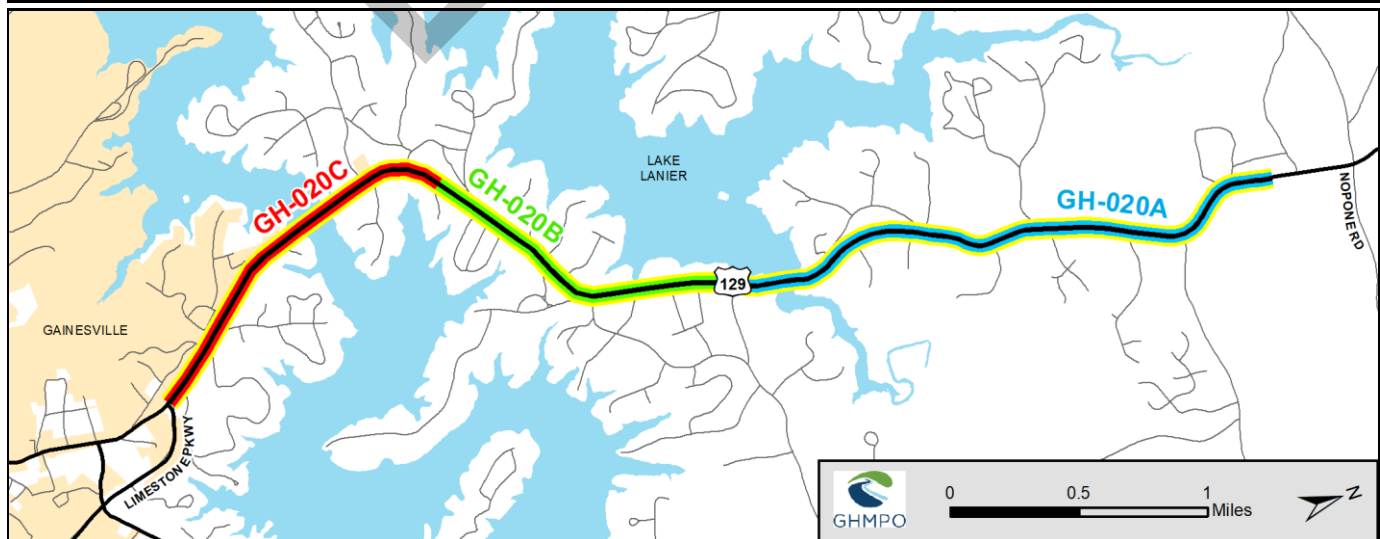 LAKE
LANIER
GH-020C
GH-020B
GH-020A
NOPONE RD
129
GAINESVILLE
LIMESTONE PKWY
GHMPO
0 0.5 1
Miles
N